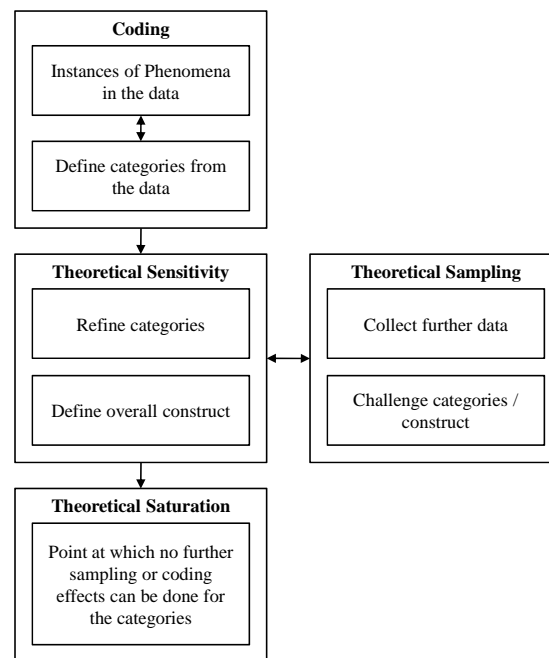 Coding
Instances of Phenomena
in the data
Define categories from
the data
Theoretical Sensitivity
Refine categories
Define overall construct
Theoretical Sampling
Collect further data
Challenge categories /
construct
Theoretical Saturation
Point at which no further
sampling or coding
effects can be done for
the categories